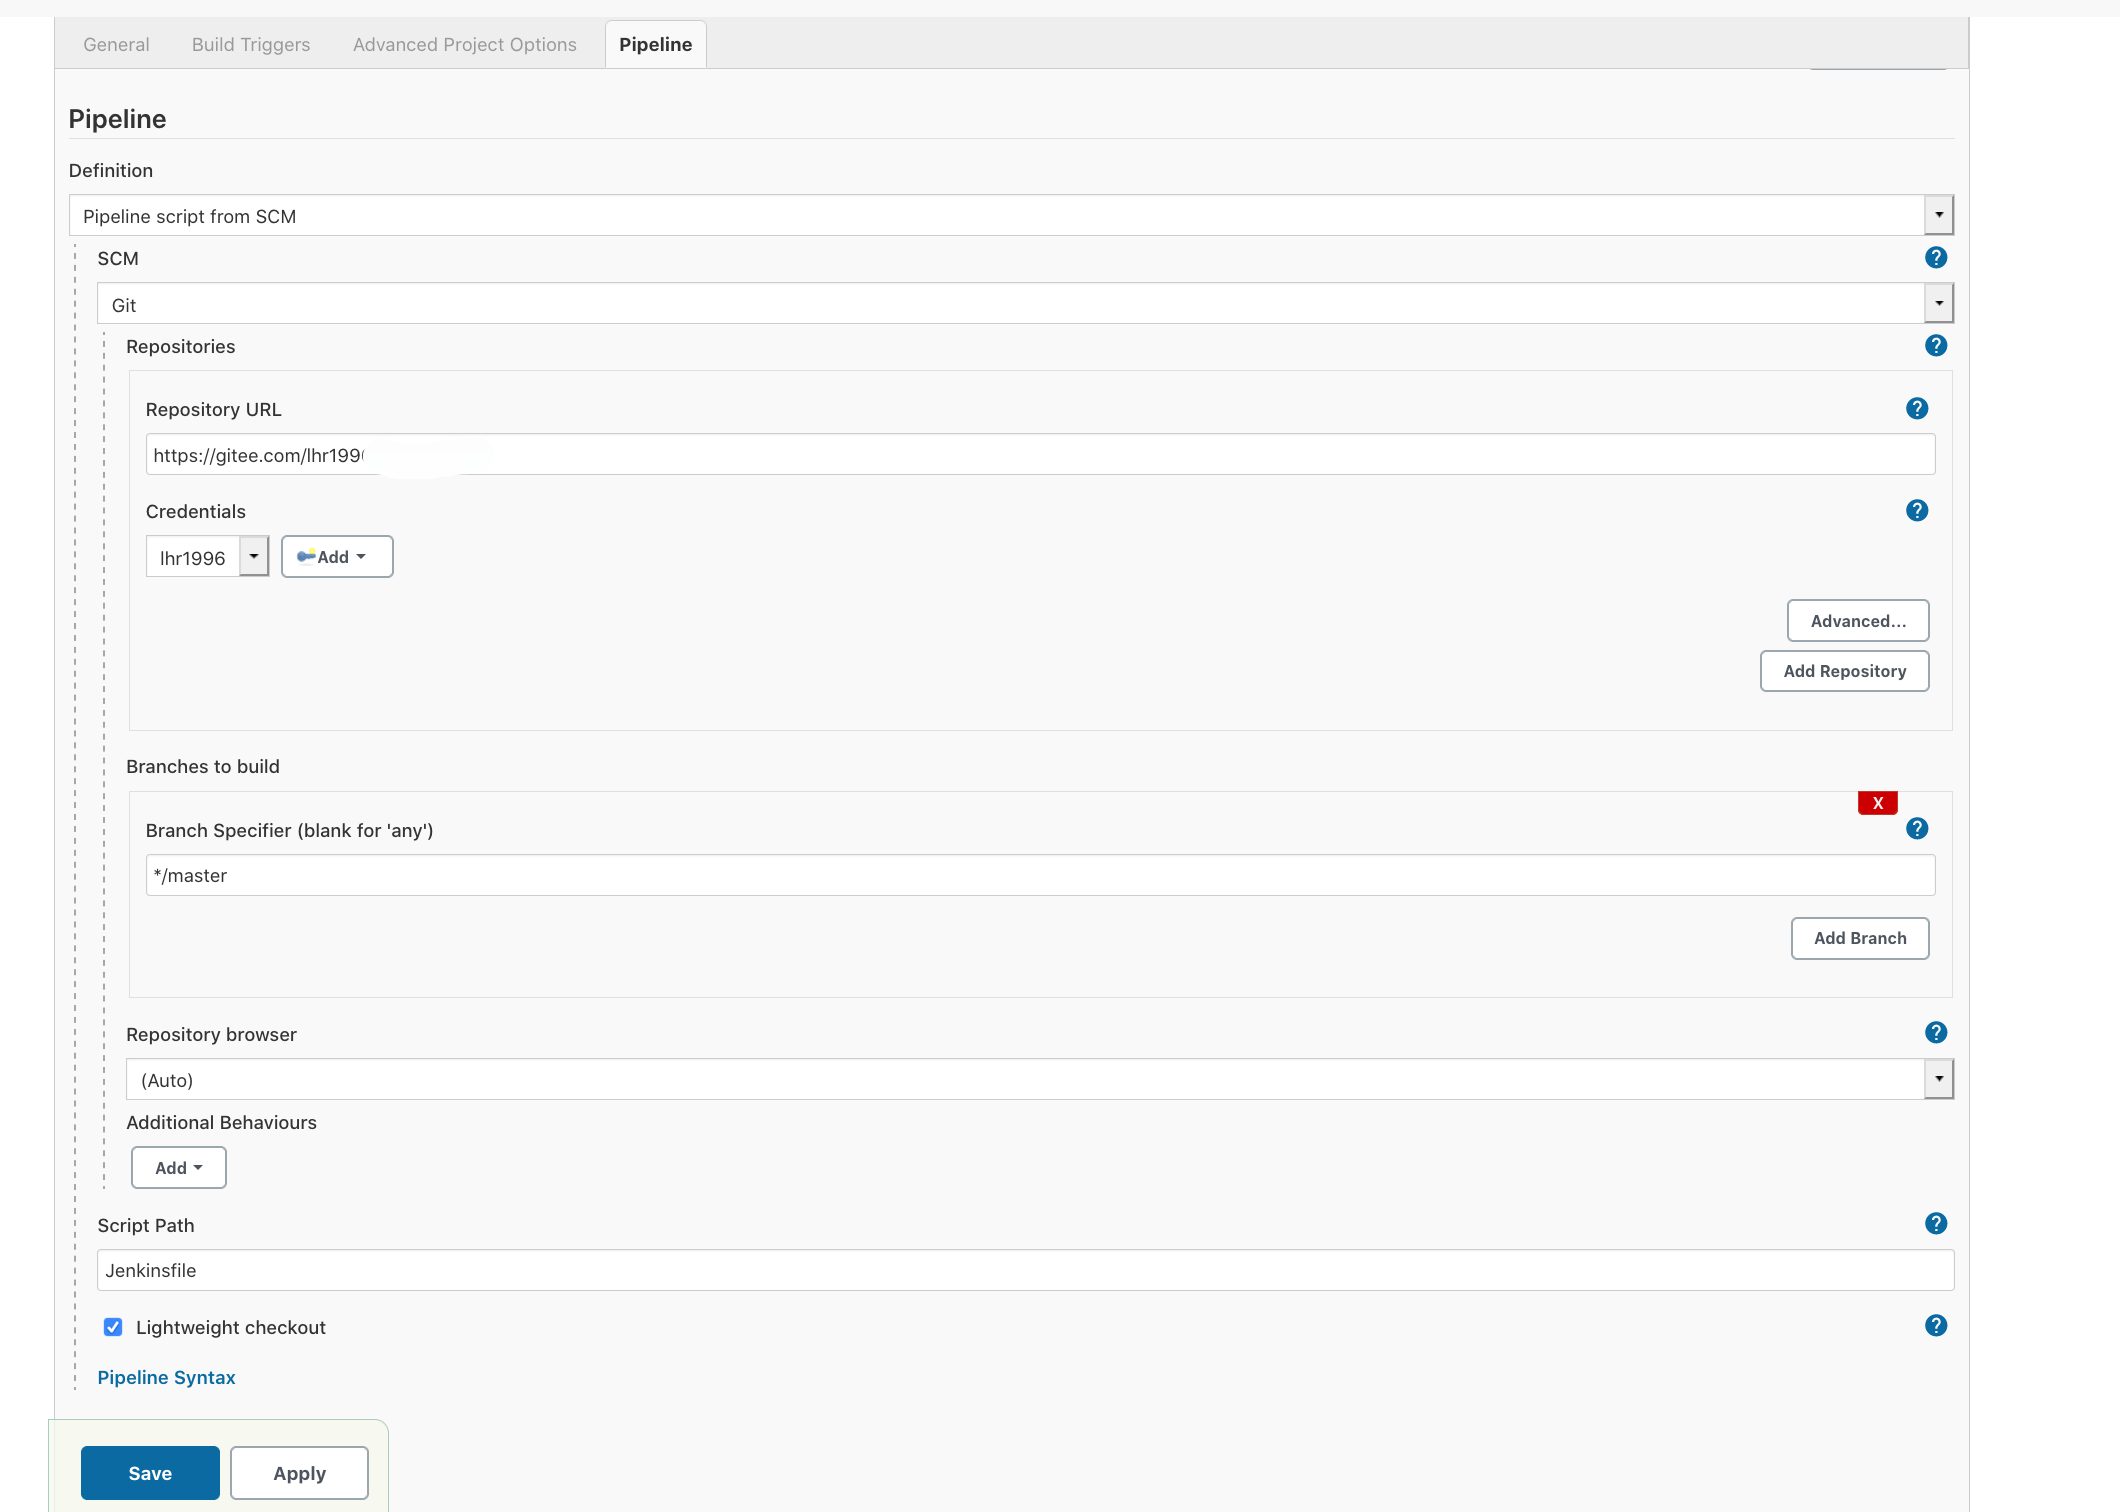 General Build Triggers Advanced Project Options Pipeline
Pipeline
Definition
Pipeline script from SCM
SCM
Git
Repositories
Repository URL
https://gitee.com/lhr199
Credentials
lhr1996 Add
Advanced...
Add Repository
Branches to build
X
Branch Specifier (blank for 'any')
*/master
Add Branch
Repository browser
(Auto)
Additional Behaviours
Add
Script Path
Jenkinsfile
Lightweight checkout
Pipeline Syntax
Save Apply